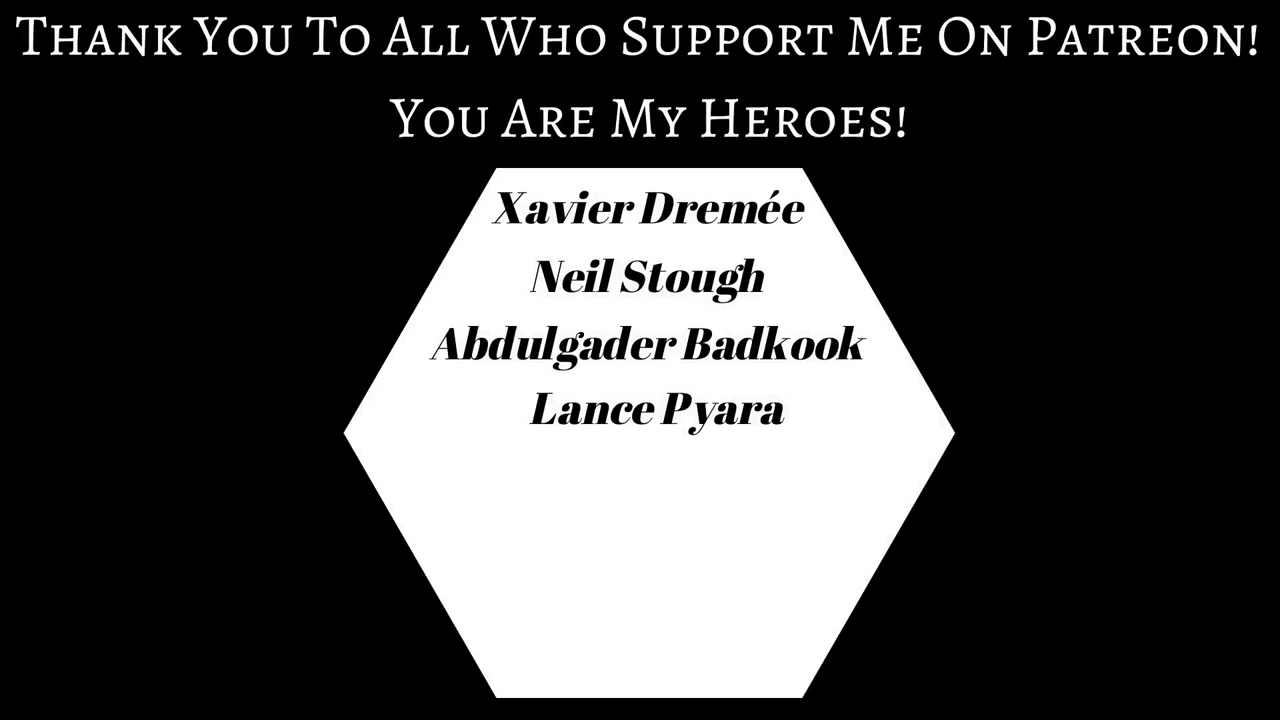 Thank You To All Who Support Me On Patreon!
You Are My Heroes!
Xavier Dremée
Neil Stough
Abdulgader Badkook
Lance Pyara